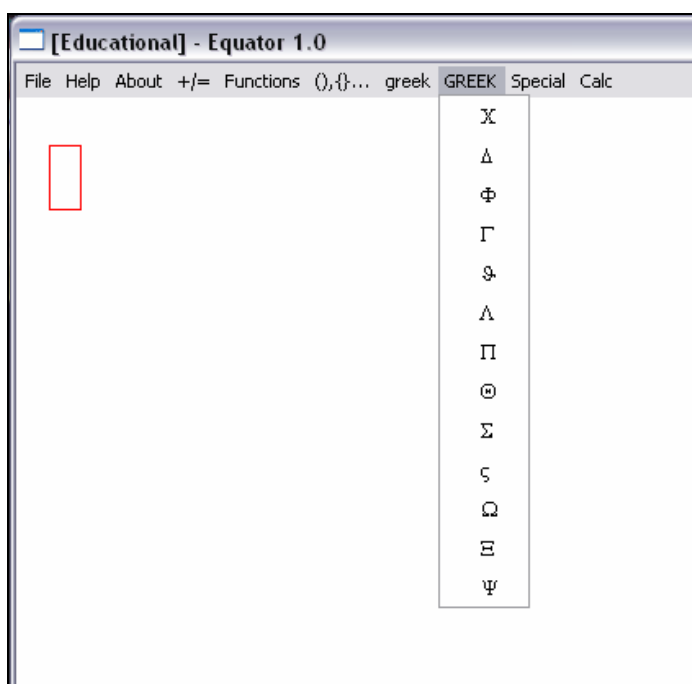 [Educational] - Equator 1.0
File Help About +/= Functions (),{}... greek GREEK Special Calc
Χ
Δ
Φ
Γ
ϑ
Λ
Π
Θ
Σ
ς
Ω
Ξ
Ψ